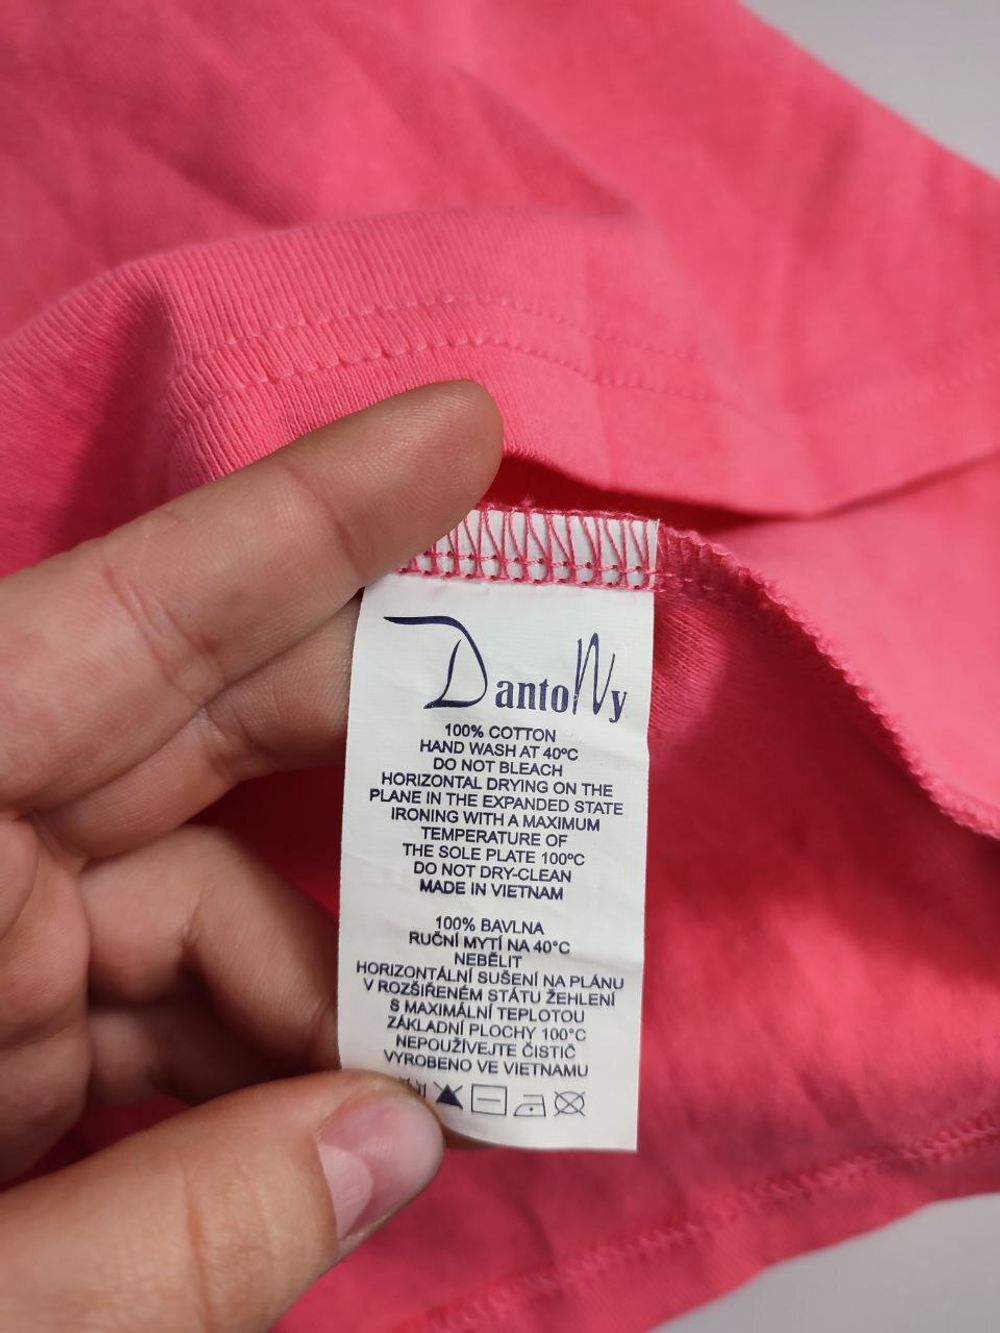 DantoNy
100% COTTON
HAND WASH AT 40ºC
DO NOT BLEACH
HORIZONTAL DRYING ON THE
PLANE IN THE EXPANDED STATE
IRONING WITH A MAXIMUM
TEMPERATURE OF
THE SOLE PLATE 100ºC
DO NOT DRY-CLEAN
MADE IN VIETNAM
100% BAVLNA
RUČNÍ MYTÍ NA 40°C
NEBĚLIT
HORIZONTÁLNÍ SUŠENÍ NA PLÁNU
V ROZŠÍŘENÉM STÁTU ŽEHLENÍ
S MAXIMÁLNÍ TEPLOTOU
ZÁKLADNÍ PLOCHY 100°C
NEPOUŽÍVEJTE ČISTIČ
VYROBENO VE VIETNAMU